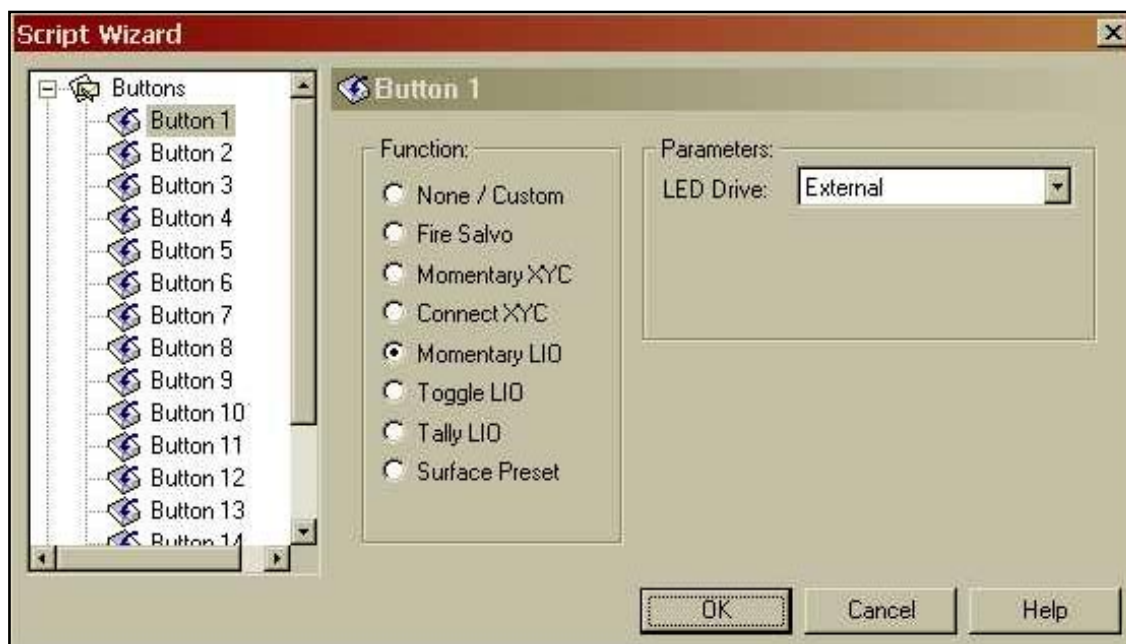 Script Wizard
Buttons
Button 1
Button 2
Button 3
Button 4
Button 5
Button 6
Button 7
Button 8
Button 9
Button 10
Button 11
Button 12
Button 13
Button 14
Button 1
Function:
None / Custom
Fire Salvo
Momentary XYC
Connect XYC
Momentary LIO
Toggle LIO
Tally LIO
Surface Preset
Parameters:
LED Drive: External
OK Cancel Help